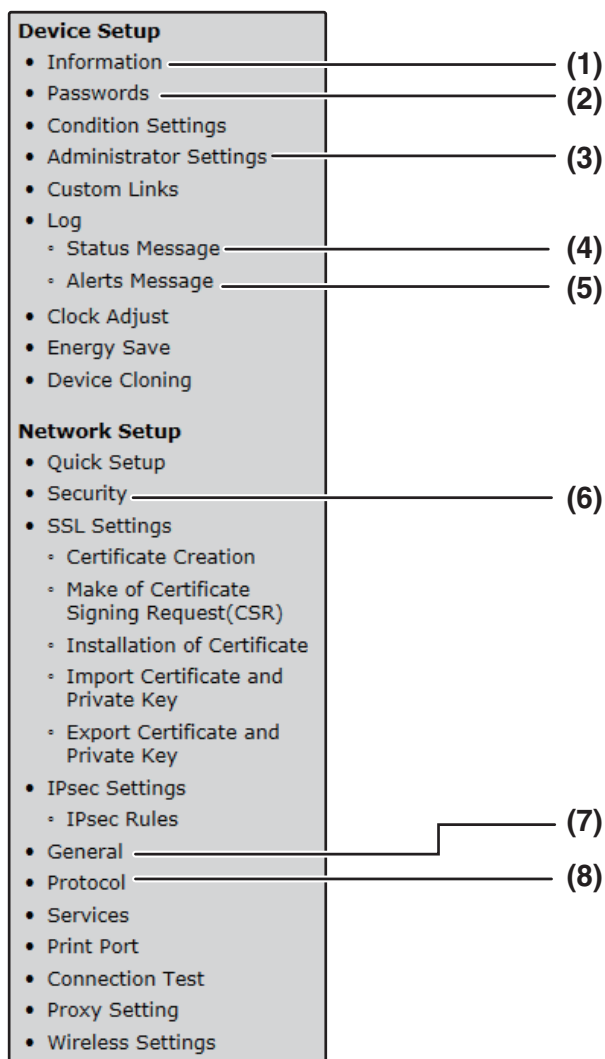 Device Setup
• Information (1)
• Passwords (2)
• Condition Settings
• Administrator Settings (3)
• Custom Links
• Log
◦ Status Message (4)
◦ Alerts Message (5)
• Clock Adjust
• Energy Save
• Device Cloning
Network Setup
• Quick Setup
• Security (6)
• SSL Settings
◦ Certificate Creation
◦ Make of Certificate
Signing Request(CSR)
◦ Installation of Certificate
◦ Import Certificate and
Private Key
◦ Export Certificate and
Private Key
• IPsec Settings
◦ IPsec Rules
• General (7)
• Protocol (8)
• Services
• Print Port
• Connection Test
• Proxy Setting
• Wireless Settings